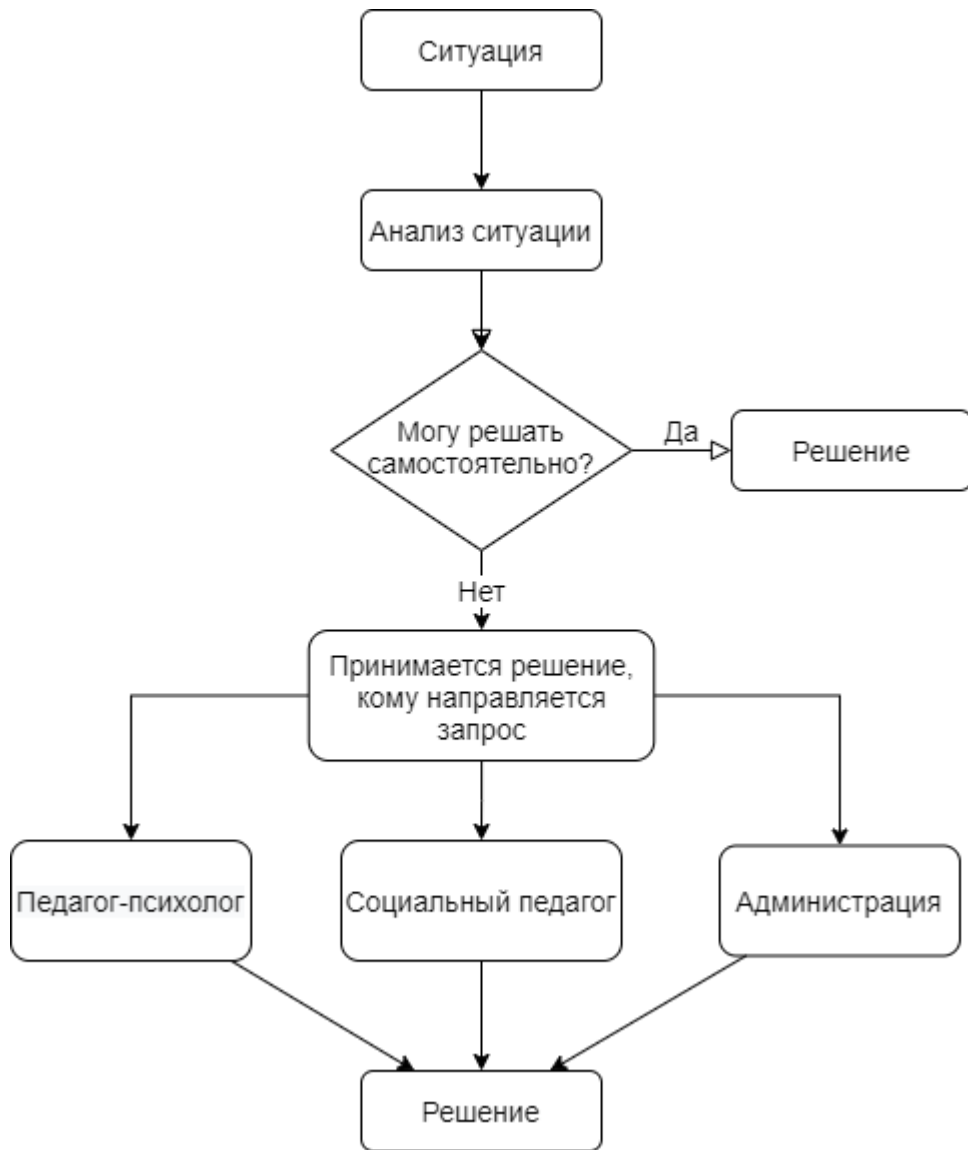 Ситуация
Анализ ситуации
Могу решать
самостоятельно?
Да
Решение
Нет
Принимается решение,
кому направляется
запрос
Педагог-психолог
Социальный педагог
Администрация
Решение